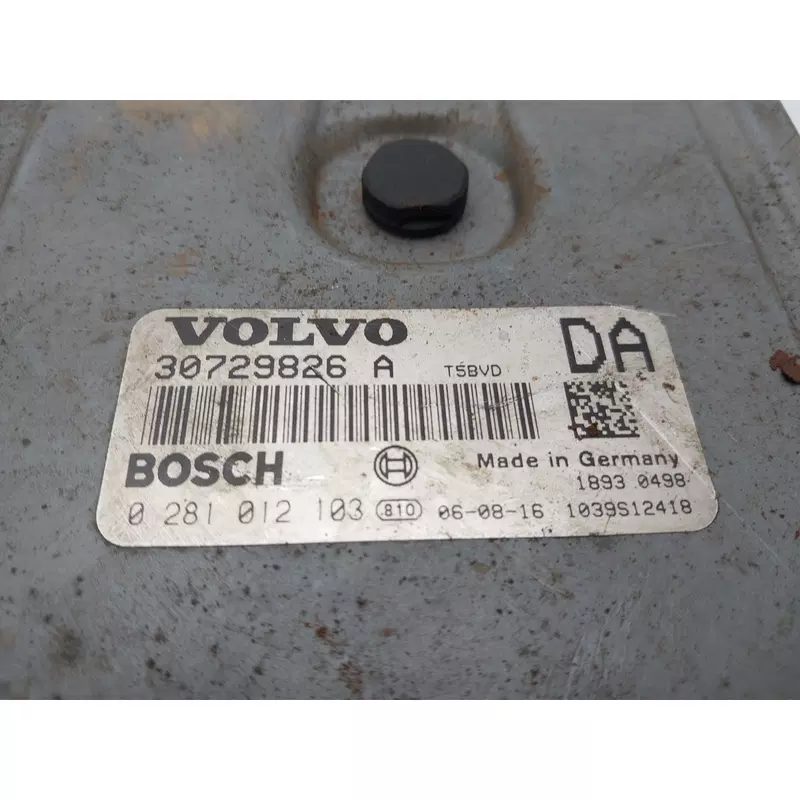 VOLVO DA
30729826 A T5BVD
BOSCH Made in Germany
1893 0498
0 281 012 103 810 06-08-16 1039S12418